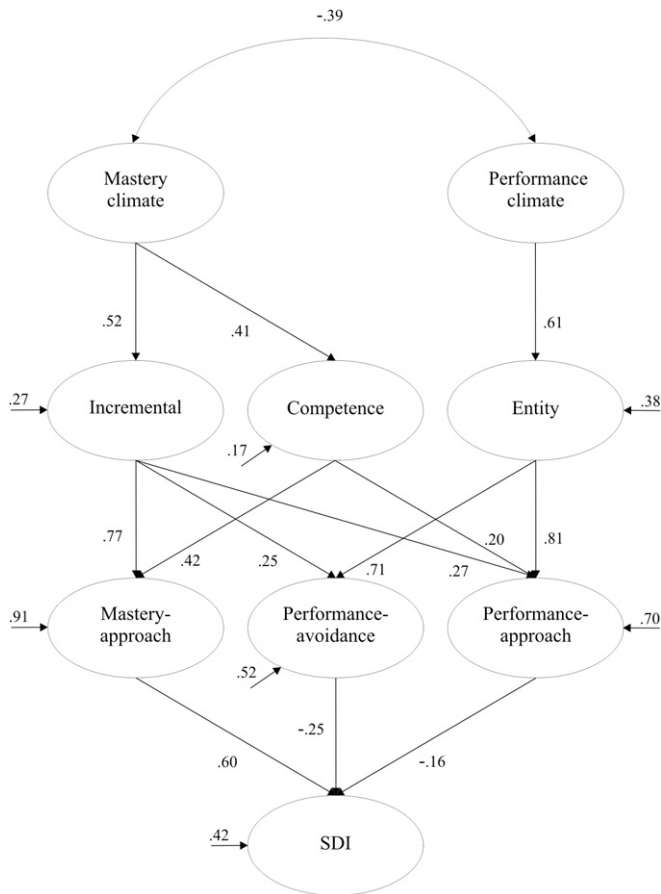 -.39
Mastery
climate
Performance
climate
.52
.41
.61
.27
Incremental
Competence
Entity
.38
.17
.77
.42
.25
.71
.27
.20
.81
.91
Mastery-
approach
Performance-
avoidance
Performance-
approach
.70
.52
.60
-.25
-.16
.42
SDI